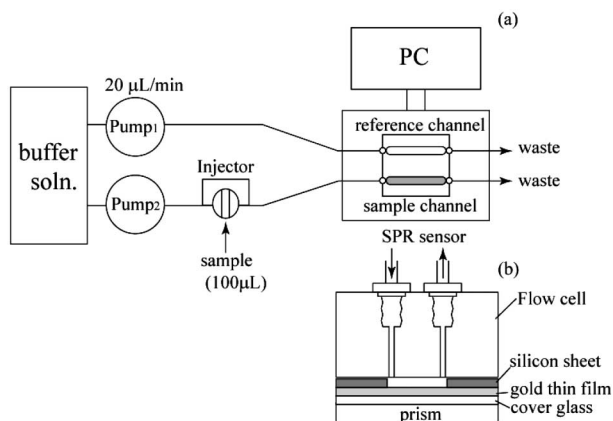 (a)
PC
20 μL/min
Pump1
buffer
soln.
reference channel
waste
Injector
Pump2
waste
sample channel
sample
(100μL)
SPR sensor
(b)
Flow cell
silicon sheet
gold thin film
cover glass
prism